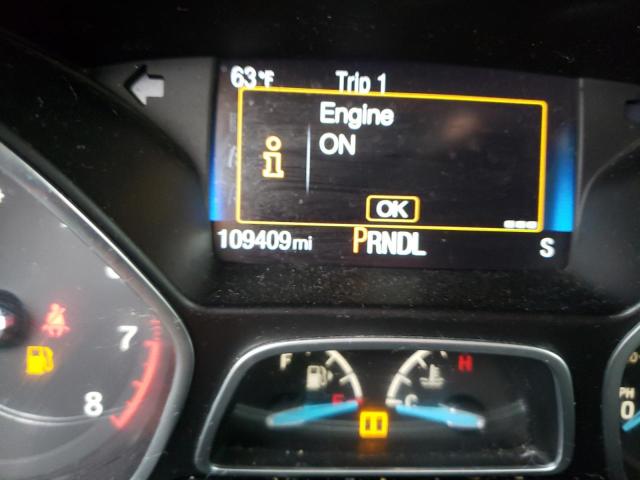 63°F Trip 1
Engine
ON
OK
109409mi PRNDL S
7
8
F H
E C